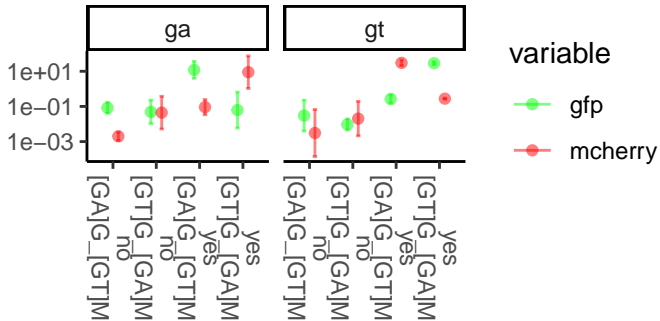 ga
gt
1e+01
1e-01
1e-03
[GA]G_[GT]M
no
[GT]G_[GA]M
no
[GA]G_[GT]M
yes
[GT]G_[GA]M
yes
[GA]G_[GT]M
no
[GT]G_[GA]M
no
[GA]G_[GT]M
yes
[GT]G_[GA]M
yes
variable
gfp
mcherry